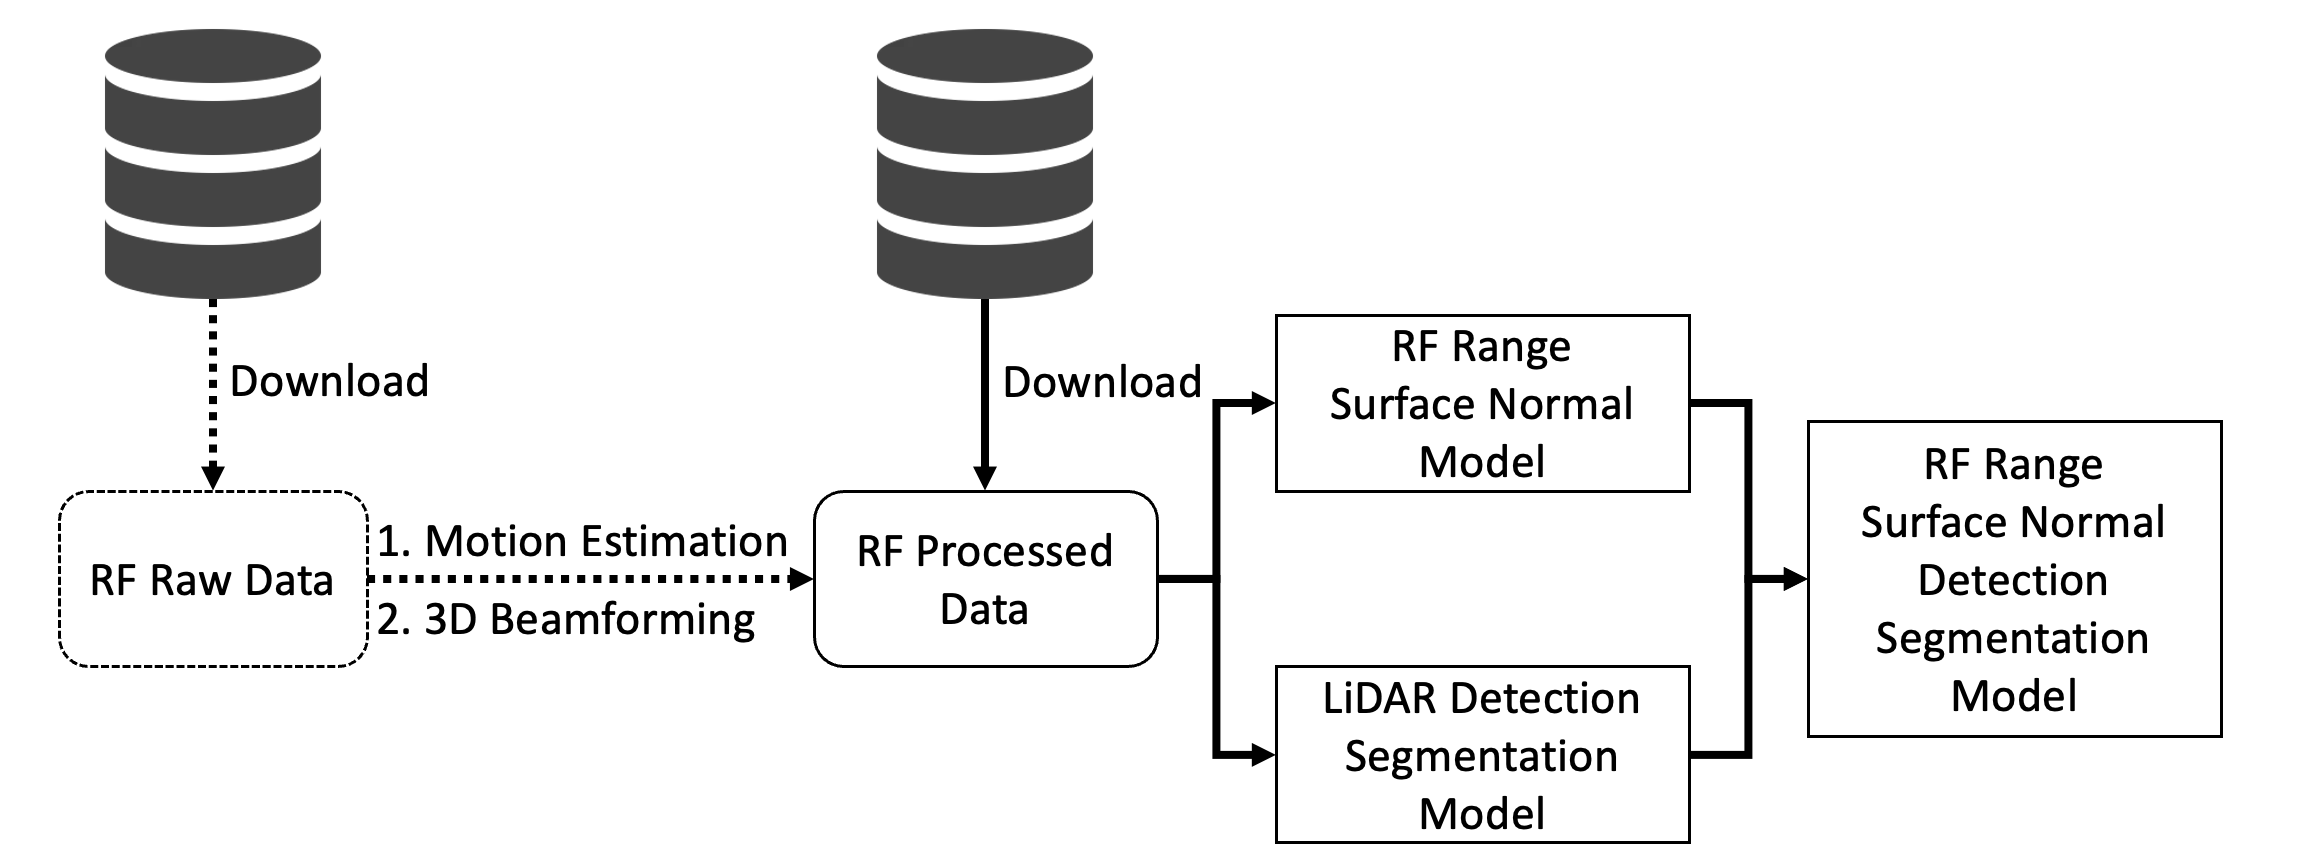 Download
Download
RF Raw Data
1. Motion Estimation
2. 3D Beamforming
RF Processed
Data
RF Range
Surface Normal
Model
LiDAR Detection
Segmentation
Model
RF Range
Surface Normal
Detection
Segmentation
Model